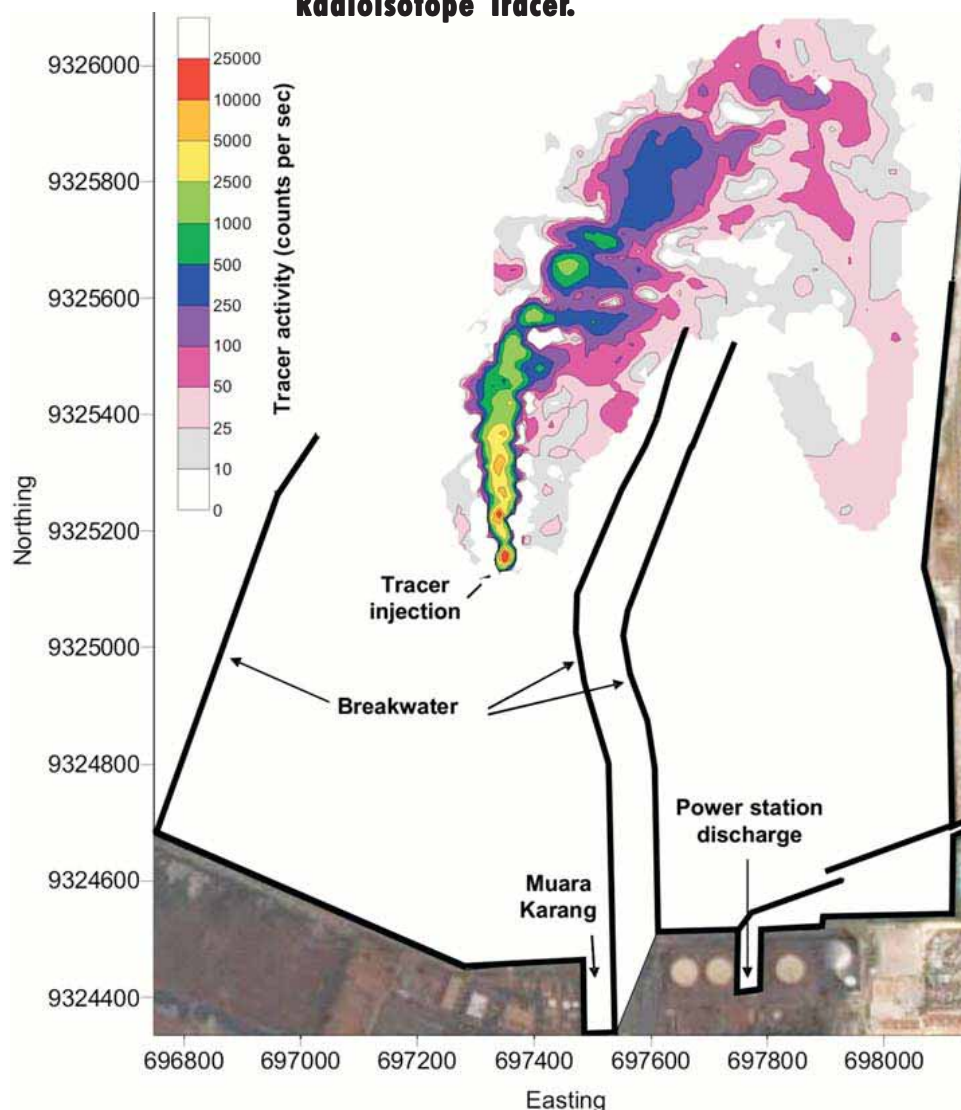 Radioisotope Tracer.
25000
10000
5000
2500
1000
500
250
100
50
25
10
0
Tracer activity (counts per sec)
9326000
9325800
9325600
9325400
9325200
9325000
9324800
9324600
9324400
Northing
Tracer
injection
Breakwater
Power station
discharge
Muara
Karang
696800 697000 697200 697400 697600 697800 698000
Easting